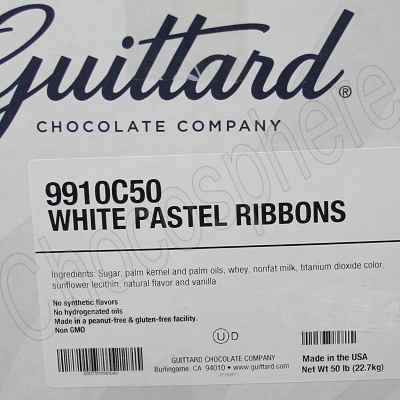 Guittard®
CHOCOLATE COMPANY
Chocosphere
9910C50
WHITE PASTEL RIBBONS
Ingredients: Sugar, palm kernel and palm oils, whey, nonfat milk, titanium dioxide color,
sunflower lecithin, natural flavor and vanilla.
No synthetic flavors
No hydrogenated oils
Made in a peanut-free & gluten-free facility.
Non GMO
U D
GUITTARD CHOCOLATE COMPANY
Burlingame, CA 94010 • www.guittard.com
Made in the USA
Net Wt 50 lb (22.7kg)